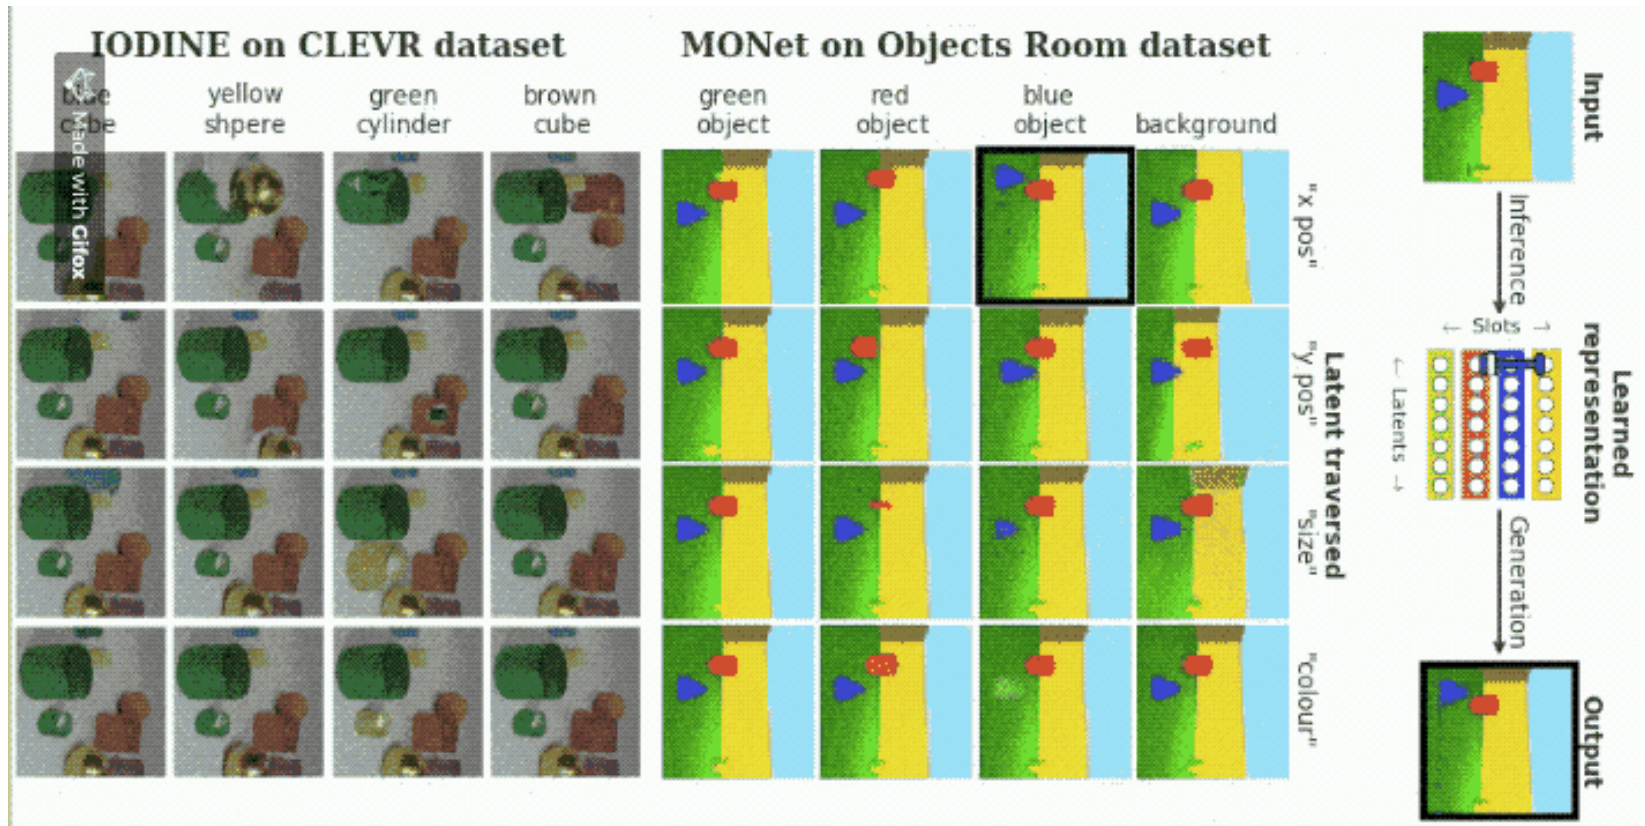 IODINE on CLEVR dataset
MONet on Objects Room dataset
blue
cube
yellow
shpere
green
cylinder
brown
cube
green
object
red
object
blue
object
background
"x pos"
"y pos"
"size"
"colour"
Latent traversed
Input
Inference
← Slots →
← Latents →
Learned
representation
Generation
Output
Made with Gifox